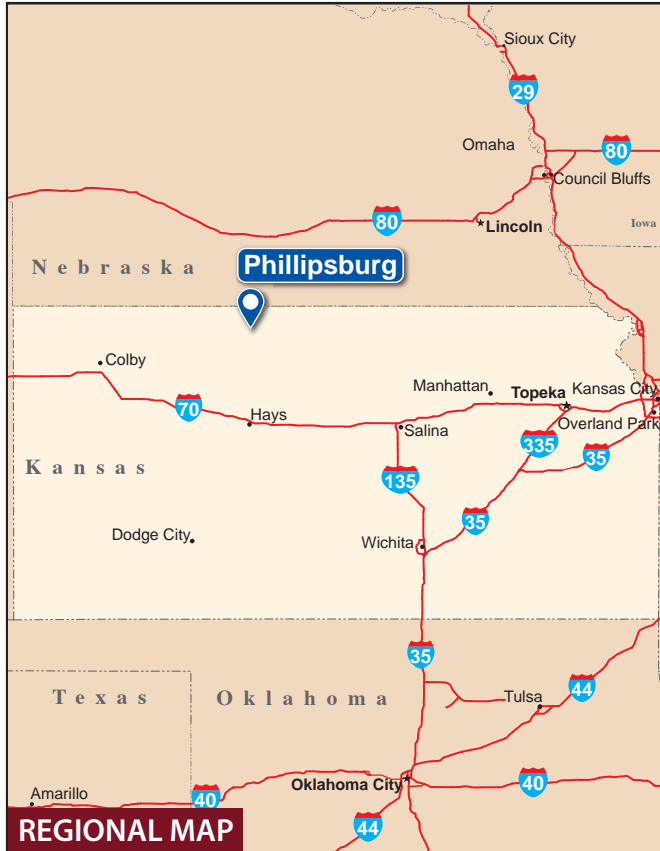 Sioux City
29
Omaha
80
Council Bluffs
80
Lincoln
Iowa
Nebraska
Phillipsburg
Colby
Manhattan
Topeka
Kansas City
70
Hays
Salina
Overland Park
335
35
Kansas
135
35
Dodge City
Wichita
35
44
Texas
Oklahoma
Tulsa
Oklahoma City
40
Amarillo
40
44
REGIONAL MAP